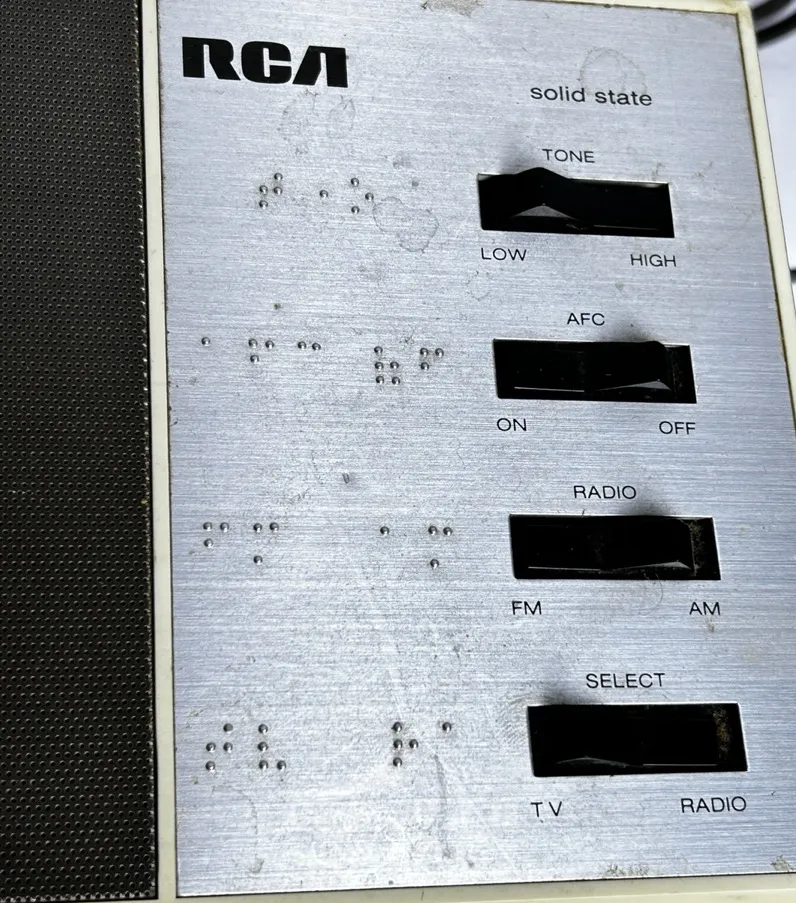 RCA
solid state
⠞⠐⠕
TONE
LOW HIGH
⠁⠋⠉ ⠷⠋
AFC
ON OFF
⠋⠍ ⠁⠍
RADIO
FM AM
⠞⠧ ⠗⠁
SELECT
TV RADIO